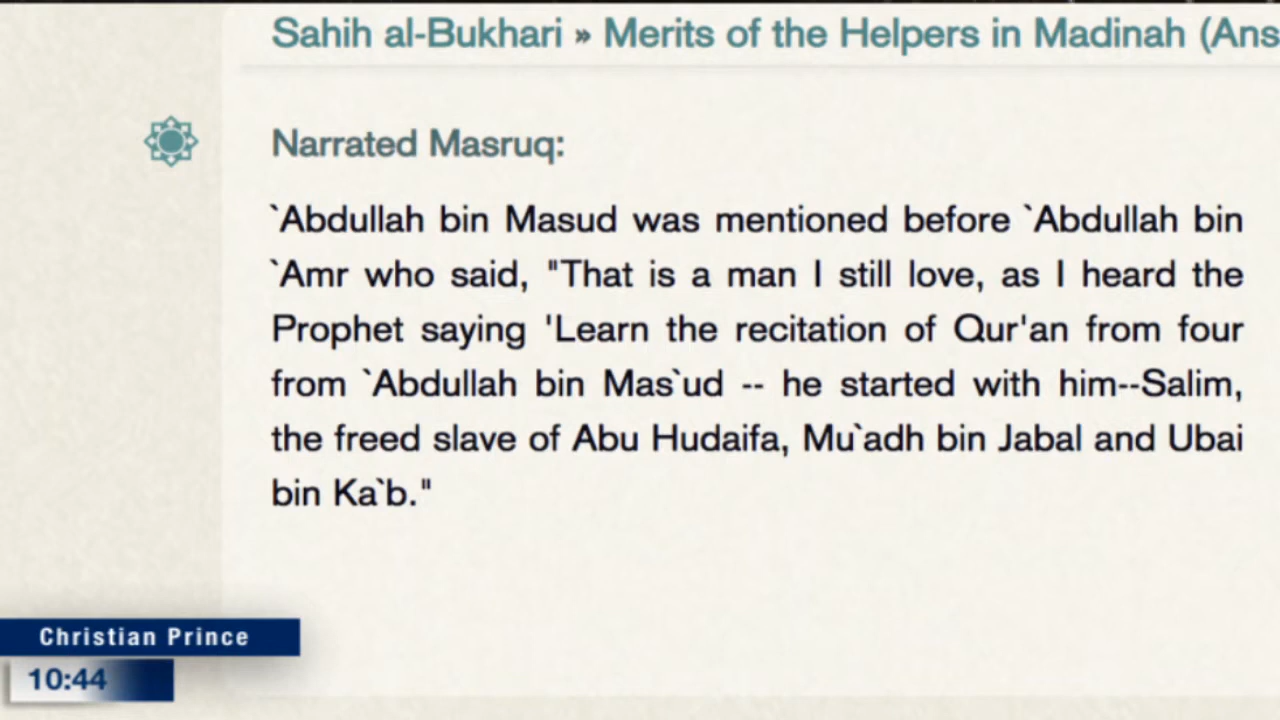 Sahih al-Bukhari » Merits of the Helpers in Madinah (Ans
Narrated Masruq:
`Abdullah bin Masud was mentioned before `Abdullah bin
`Amr who said, "That is a man I still love, as I heard the
Prophet saying 'Learn the recitation of Qur'an from four
from `Abdullah bin Mas`ud -- he started with him--Salim,
the freed slave of Abu Hudaifa, Mu`adh bin Jabal and Ubai
bin Ka`b."
Christian Prince
10:44